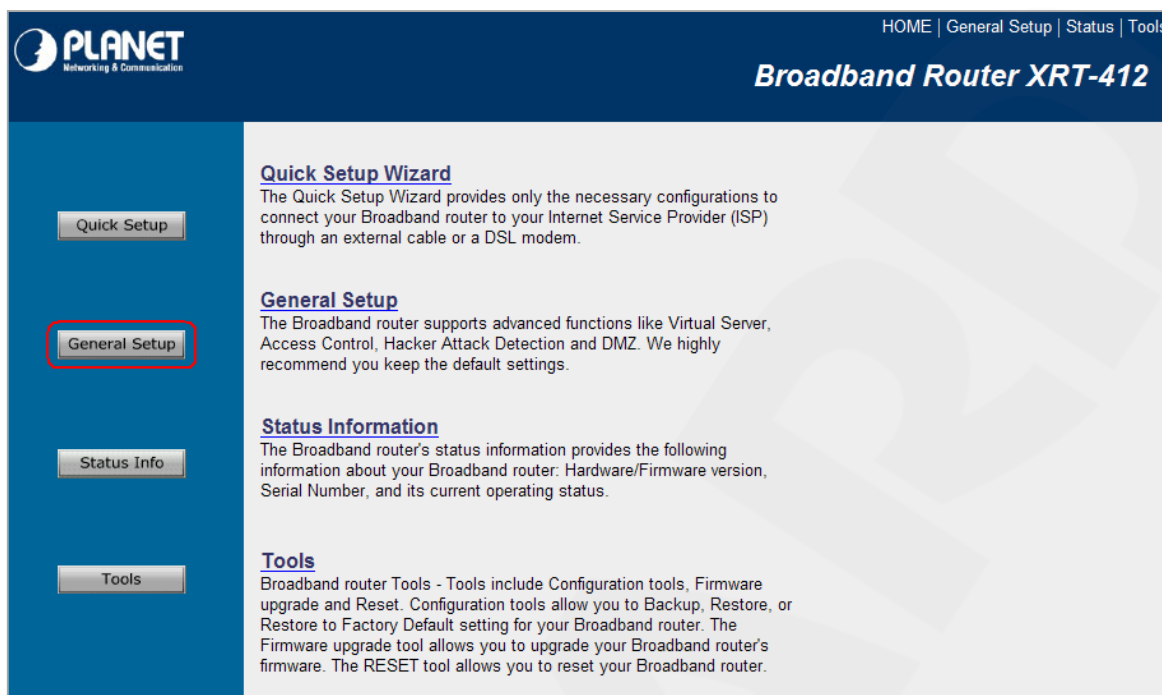 PLANET
Networking & Communication
HOME | General Setup | Status | Tools
Broadband Router XRT-412
Quick Setup
General Setup
Status Info
Tools
Quick Setup Wizard
The Quick Setup Wizard provides only the necessary configurations to
connect your Broadband router to your Internet Service Provider (ISP)
through an external cable or a DSL modem.
General Setup
The Broadband router supports advanced functions like Virtual Server,
Access Control, Hacker Attack Detection and DMZ. We highly
recommend you keep the default settings.
Status Information
The Broadband router's status information provides the following
information about your Broadband router: Hardware/Firmware version,
Serial Number, and its current operating status.
Tools
Broadband router Tools - Tools include Configuration tools, Firmware
upgrade and Reset. Configuration tools allow you to Backup, Restore, or
Restore to Factory Default setting for your Broadband router. The
Firmware upgrade tool allows you to upgrade your Broadband router's
firmware. The RESET tool allows you to reset your Broadband router.